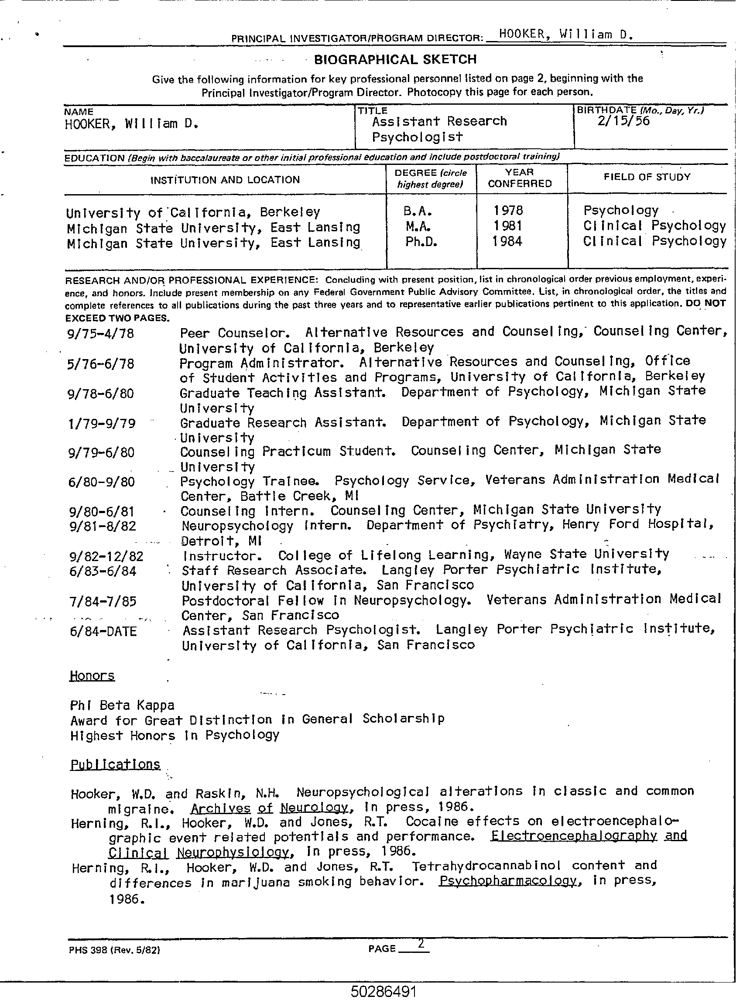 PRINCIPAL INVESTIGATOR/PROGRAM DIRECTOR: HOOKER, William D.
BIOGRAPHICAL SKETCH
Give the following information for key professional personnel listed on page 2, beginning with the
Principal Investigator/Program Director. Photocopy this page for each person.
NAME TITLE BIRTHDATE (Mo., Day, Yr.)
HOOKER, William D. Assistant Research 2/15/56
Psychologist
EDUCATION (Begin with baccalaureate or other initial professional education and include postdoctoral training)
INSTITUTION AND LOCATION DEGREE (circle highest degree) YEAR CONFERRED FIELD OF STUDY
University of California, Berkeley B.A. 1978 Psychology
Michigan State University, East Lansing M.A. 1981 Clinical Psychology
Michigan State University, East Lansing Ph.D. 1984 Clinical Psychology
RESEARCH AND/OR PROFESSIONAL EXPERIENCE: Concluding with present position, list in chronological order previous employment, experi-
ence, and honors. Include present membership on any Federal Government Public Advisory Committee. List, in chronological order, the titles and
complete references to all publications during the past three years and to representative earlier publications pertinent to this application. DO NOT
EXCEED TWO PAGES.
9/75-4/78 Peer Counselor. Alternative Resources and Counseling, Counseling Center,
University of California, Berkeley
5/76-6/78 Program Administrator. Alternative Resources and Counseling, Office
of Student Activities and Programs, University of California, Berkeley
9/78-6/80 Graduate Teaching Assistant. Department of Psychology, Michigan State
University
1/79-9/79 Graduate Research Assistant. Department of Psychology, Michigan State
University
9/79-6/80 Counseling Practicum Student. Counseling Center, Michigan State
University
6/80-9/80 Psychology Trainee. Psychology Service, Veterans Administration Medical
Center, Battle Creek, MI
9/80-6/81 Counseling Intern. Counseling Center, Michigan State University
9/81-8/82 Neuropsychology Intern. Department of Psychiatry, Henry Ford Hospital,
Detroit, MI
9/82-12/82 Instructor. College of Lifelong Learning, Wayne State University
6/83-6/84 Staff Research Associate. Langley Porter Psychiatric Institute,
University of California, San Francisco
7/84-7/85 Postdoctoral Fellow in Neuropsychology. Veterans Administration Medical
Center, San Francisco
6/84-DATE Assistant Research Psychologist. Langley Porter Psychiatric Institute,
University of California, San Francisco
Honors
Phi Beta Kappa
Award for Great Distinction in General Scholarship
Highest Honors in Psychology
Publications
Hooker, W.D. and Raskin, N.H. Neuropsychological alterations in classic and common
migraine. Archives of Neurology, in press, 1986.
Herning, R.I., Hooker, W.D. and Jones, R.T. Cocaine effects on electroencephalo-
graphic event related potentials and performance. Electroencephalography and
Clinical Neurophysiology, in press, 1986.
Herning, R.I., Hooker, W.D. and Jones, R.T. Tetrahydrocannabinol content and
differences in marijuana smoking behavior. Psychopharmacology, in press,
1986.
PHS 398 (Rev. 5/82) PAGE 2
50286491